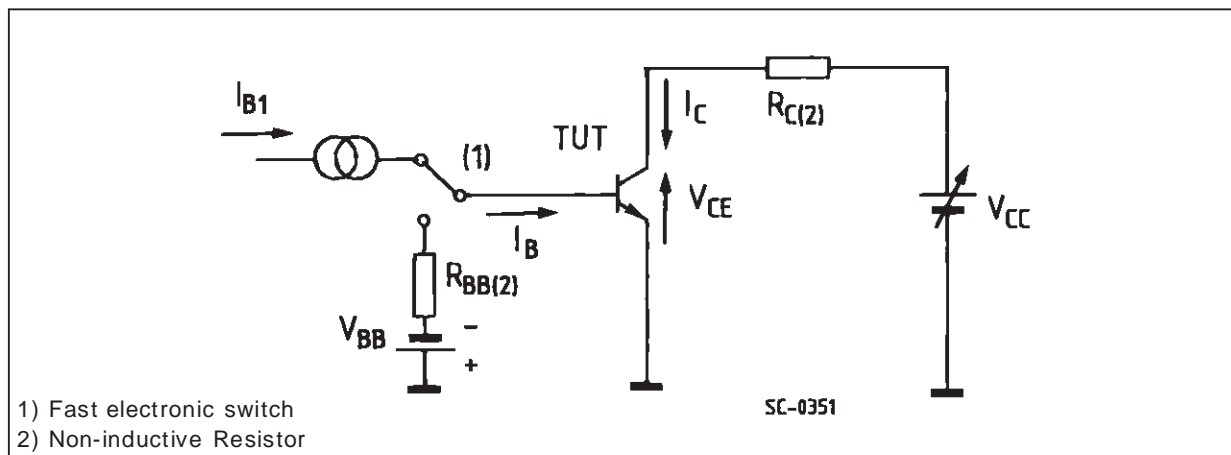 I_B1
(1)
TUT
I_C
R_C(2)
V_CE
V_CC
I_B
R_BB(2)
V_BB
-
+
SC-0351
1) Fast electronic switch
2) Non-inductive Resistor